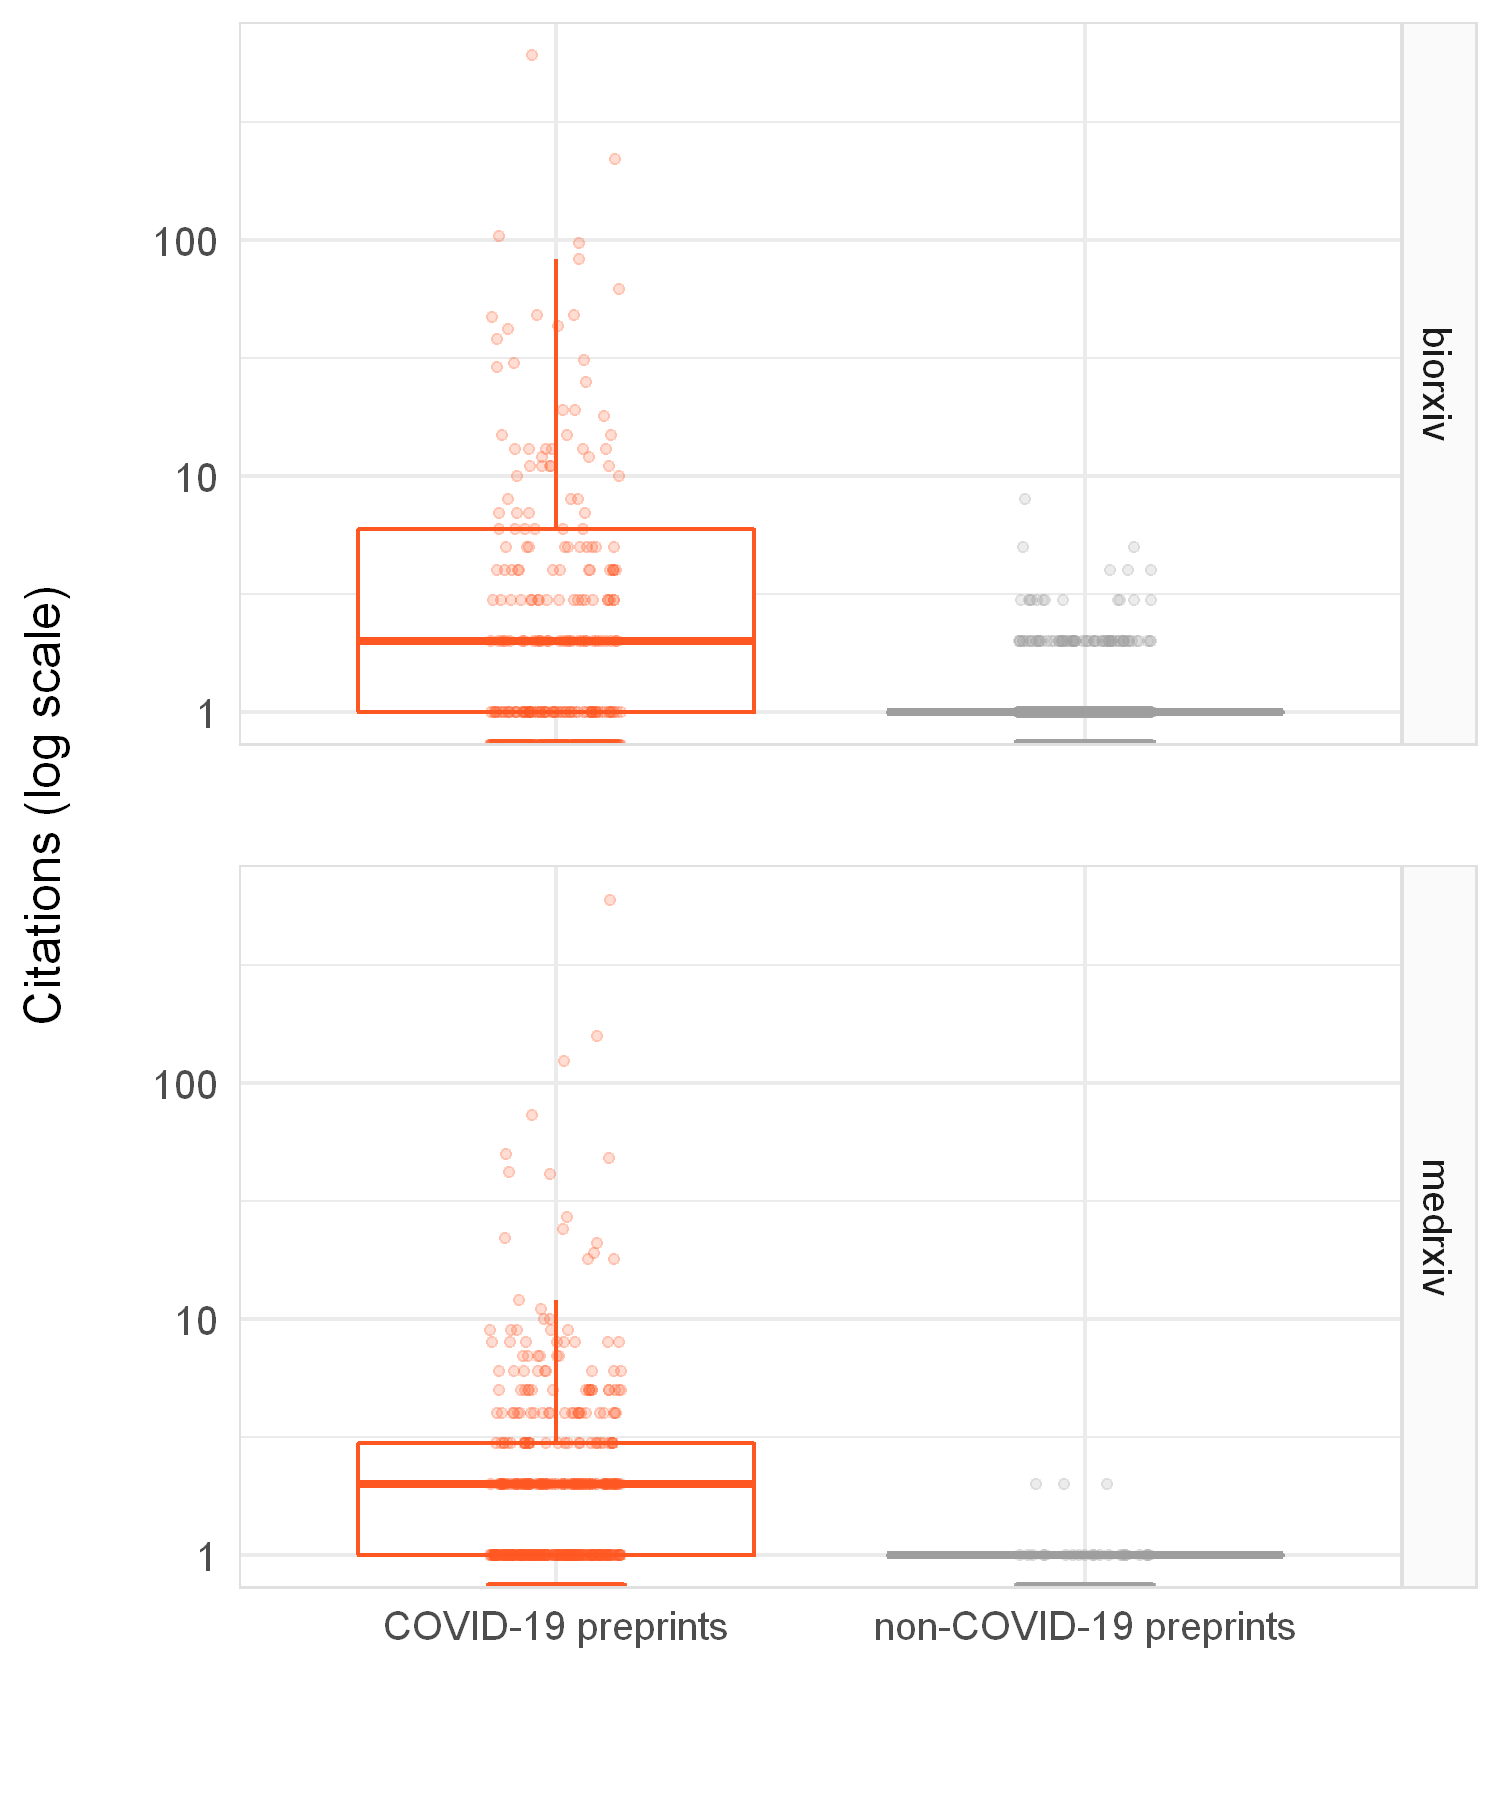 Citations (log scale)
100
10
1
biorxiv
100
10
1
medrxiv
COVID-19 preprints
non-COVID-19 preprints